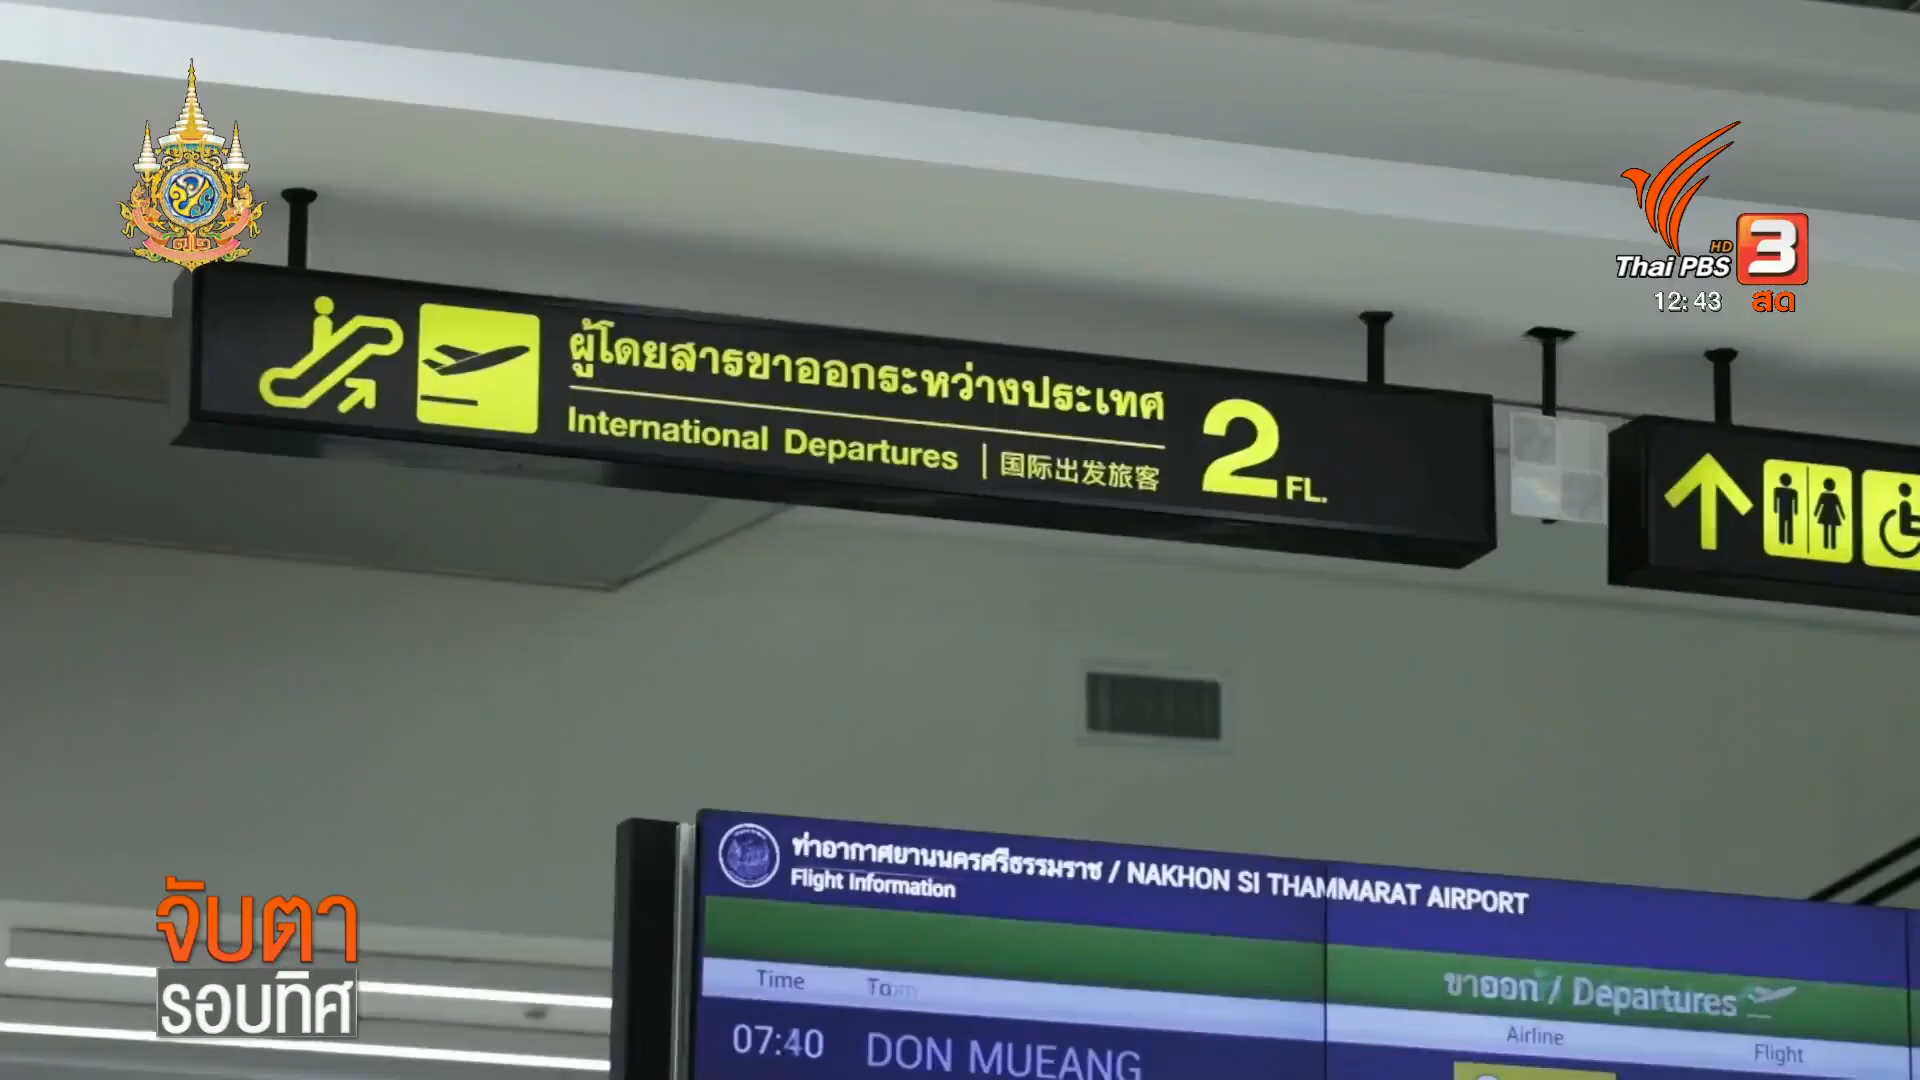 HD
Thai PBS 3
12:43 สด
ผู้โดยสารขาออกระหว่างประเทศ
International Departures | 国际出发旅客
2 FL.
ท่าอากาศยานนครศรีธรรมราช / NAKHON SI THAMMARAT AIRPORT
Flight Information
ขาออก / Departures
Time To Airline Flight
07:40 DON MUEANG
จับตา
รอบทิศ